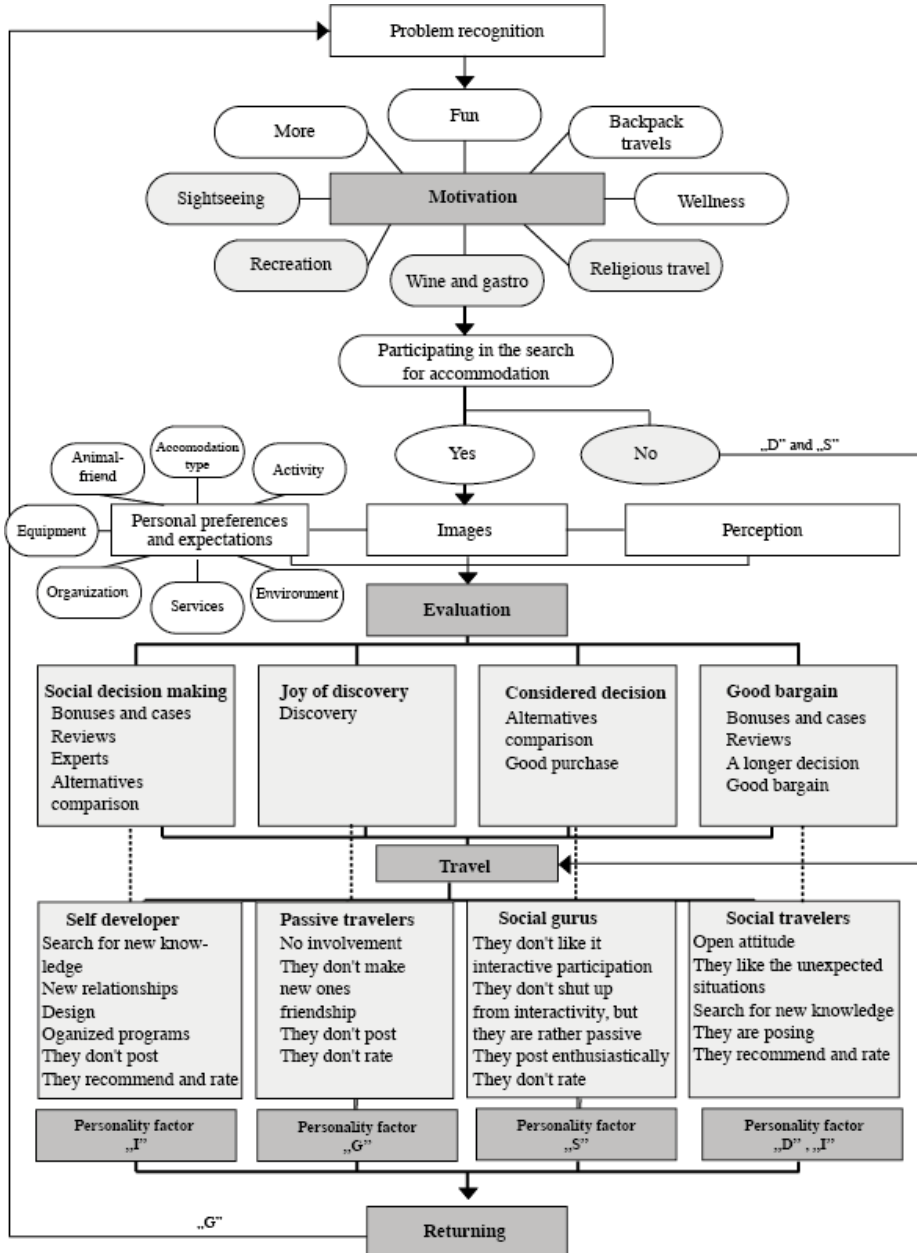 Problem recognition
Fun
More
Backpack
travels
Sightseeing
Motivation
Wellness
Recreation
Wine and gastro
Religious travel
Participating in the search
for accommodation
Yes
No
„D” and „S”
Animal-
friend
Accomodation
type
Activity
Equipment
Personal preferences
and expectations
Images
Perception
Organization
Services
Environment
Evaluation
Social decision making
Bonuses and cases
Reviews
Experts
Alternatives
comparison
Joy of discovery
Discovery
Considered decision
Alternatives
comparison
Good purchase
Good bargain
Bonuses and cases
Reviews
A longer decision
Good bargain
Travel
Self developer
Search for new know-
ledge
New relationships
Design
Oganized programs
They don't post
They recommend and rate
Passive travelers
No involvement
They don't make
new ones
friendship
They don't post
They don't rate
Social gurus
They don't like it
interactive participation
They don't shut up
from interactivity, but
they are rather passive
They post enthusiastically
They don't rate
Social travelers
Open attitude
They like the unexpected
situations
Search for new knowledge
They are posing
They recommend and rate
Personality factor
„I”
Personality factor
„G”
Personality factor
„S”
Personality factor
„D” , „I”
„G”
Returning